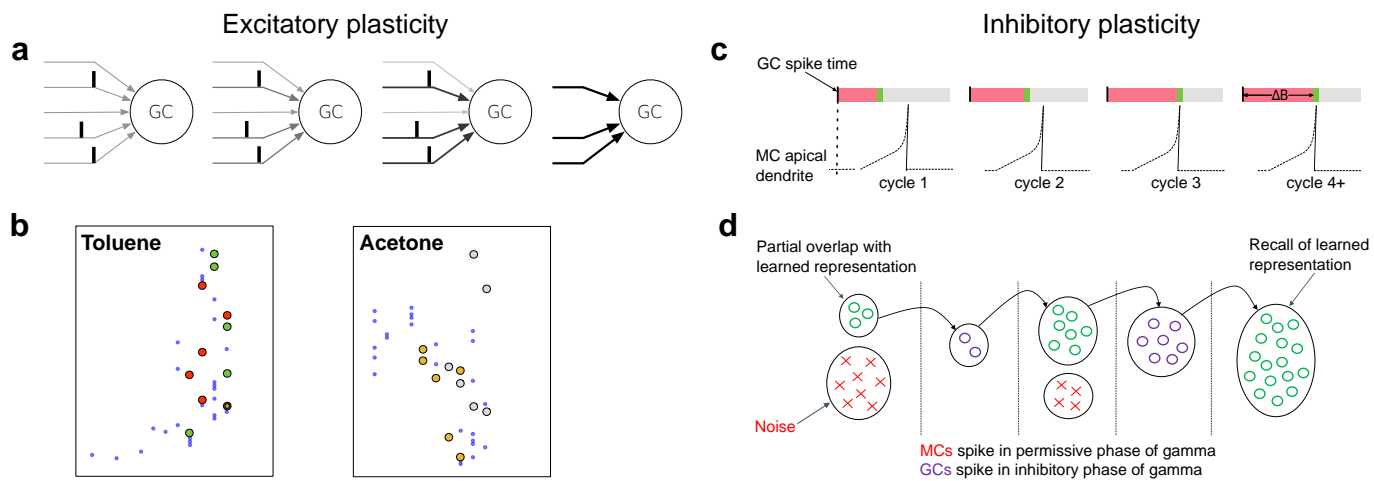 Excitatory plasticity
a
GC
GC
GC
GC
b
Toluene
Acetone
Inhibitory plasticity
c
GC spike time
ΔB
MC apical
dendrite
cycle 1
cycle 2
cycle 3
cycle 4+
d
Partial overlap with
learned representation
Recall of learned
representation
Noise
MCs spike in permissive phase of gamma
GCs spike in inhibitory phase of gamma